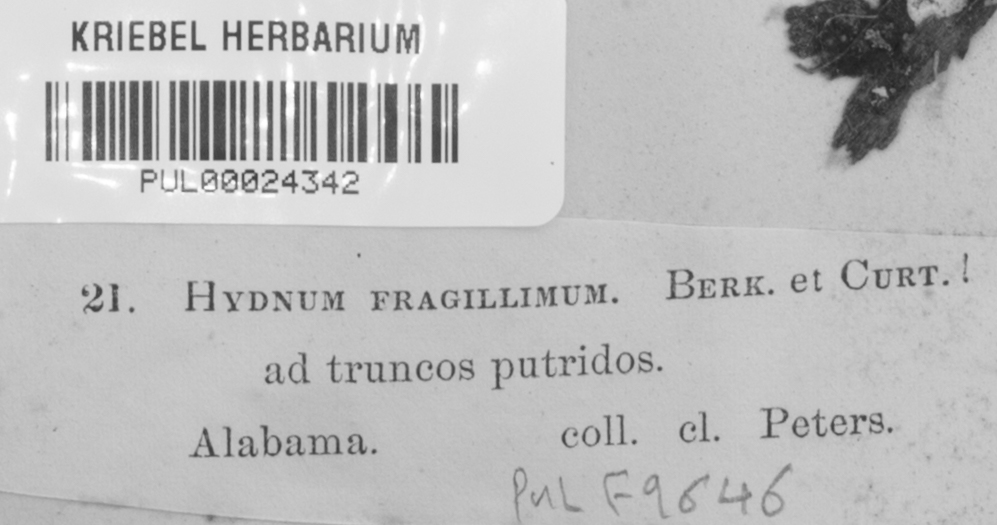 KRIEBEL HERBARIUM
PUL00024342
21. HYDNUM FRAGILLIMUM. BERK. et CURT.!
ad truncos putridos.
Alabama. coll. cl. Peters.
PUL F9646